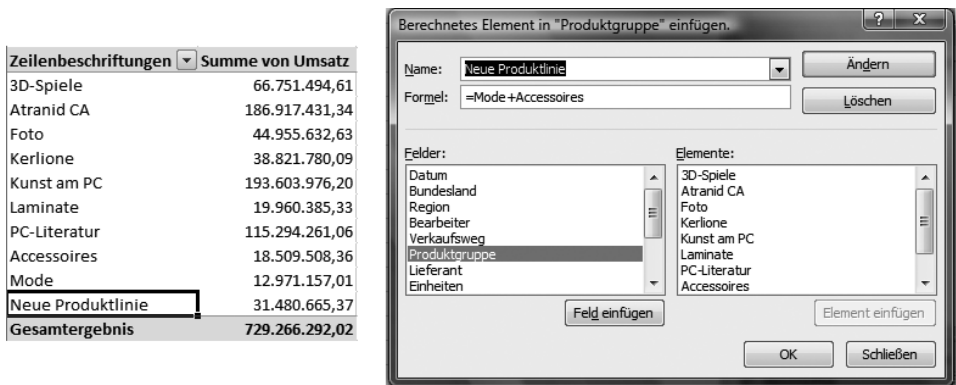 Zeilenbeschriftungen Summe von Umsatz
3D-Spiele 66.751.494,61
Atranid CA 186.917.431,34
Foto 44.955.632,63
Kerlione 38.821.780,09
Kunst am PC 193.603.976,20
Laminate 19.960.385,33
PC-Literatur 115.294.261,06
Accessoires 18.509.508,36
Mode 12.971.157,01
Neue Produktlinie 31.480.665,37
Gesamtergebnis 729.266.292,02
Berechnetes Element in "Produktgruppe" einfügen.
Name: Neue Produktlinie Ändern
Formel: =Mode+Accessoires Löschen
Felder: Elemente:
Datum 3D-Spiele
Bundesland Atranid CA
Region Foto
Bearbeiter Kerlione
Verkaufsweg Kunst am PC
Produktgruppe Laminate
Lieferant PC-Literatur
Einheiten Accessoires
Feld einfügen Element einfügen
OK Schließen